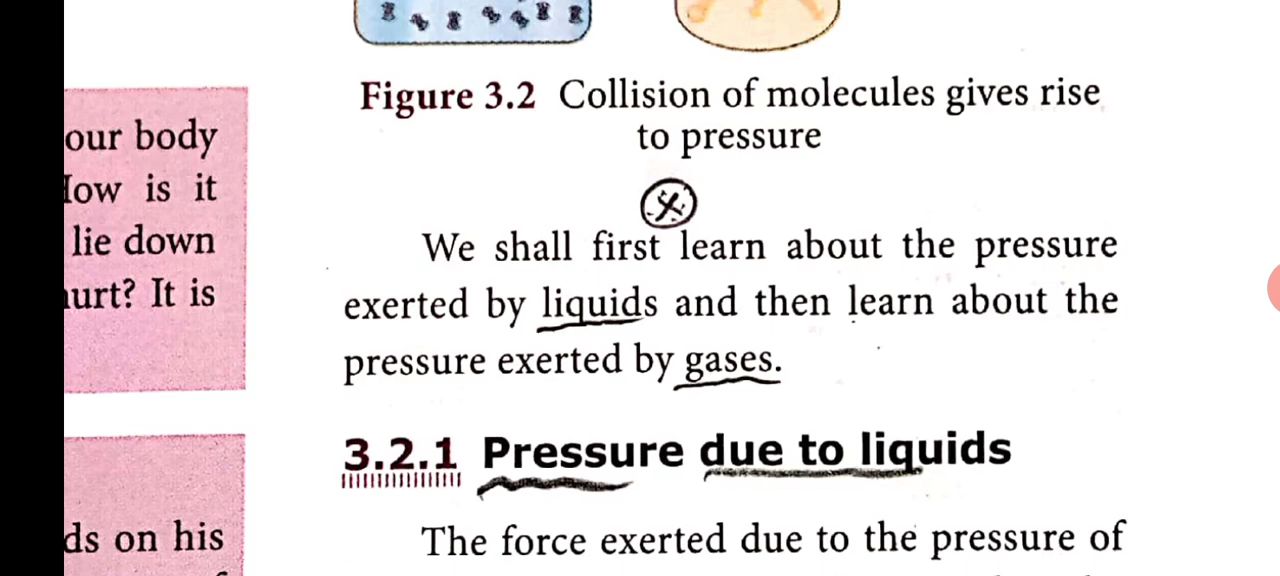 Figure 3.2 Collision of molecules gives rise
to pressure
our body
How is it
lie down
hurt? It is
We shall first learn about the pressure
exerted by liquids and then learn about the
pressure exerted by gases.
3.2.1 Pressure due to liquids
ds on his
The force exerted due to the pressure of